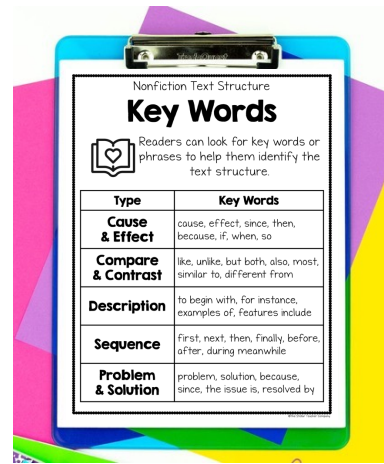 Nonfiction Text Structure
Key Words
Readers can look for key words or
phrases to help them identify the
text structure.
Type Key Words
Cause
& Effect
cause, effect, since, then,
because, if, when, so
Compare
& Contrast
like, unlike, but both, also, most,
similar to, different from
Description
to begin with, for instance,
examples of, features include
Sequence
first, next, then, finally, before,
after, during meanwhile
Problem
& Solution
problem, solution, because,
since, the issue is, resolved by